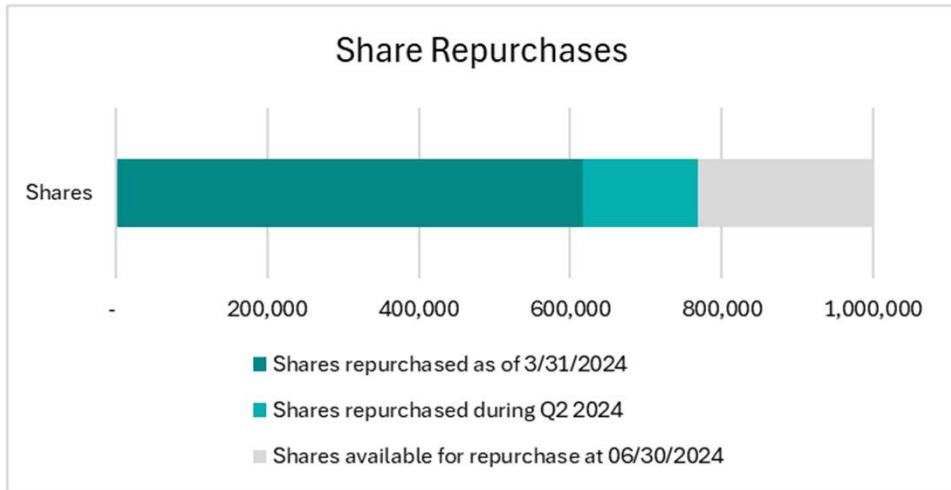 Share Repurchases
Shares
-
200,000
400,000
600,000
800,000
1,000,000
Shares repurchased as of 3/31/2024
Shares repurchased during Q2 2024
Shares available for repurchase at 06/30/2024